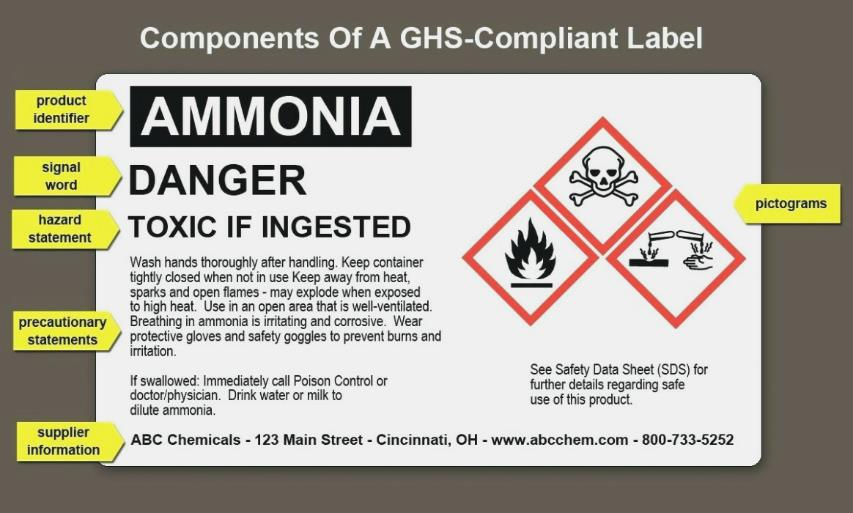 Components Of A GHS-Compliant Label
product
identifier
AMMONIA
signal
word
DANGER
hazard
statement
TOXIC IF INGESTED
pictograms
precautionary
statements
Wash hands thoroughly after handling. Keep container
tightly closed when not in use Keep away from heat,
sparks and open flames - may explode when exposed
to high heat. Use in an open area that is well-ventilated.
Breathing in ammonia is irritating and corrosive. Wear
protective gloves and safety goggles to prevent burns and
irritation.
If swallowed: Immediately call Poison Control or
doctor/physician. Drink water or milk to
dilute ammonia.
See Safety Data Sheet (SDS) for
further details regarding safe
use of this product.
supplier
information
ABC Chemicals - 123 Main Street - Cincinnati, OH - www.abcchem.com - 800-733-5252